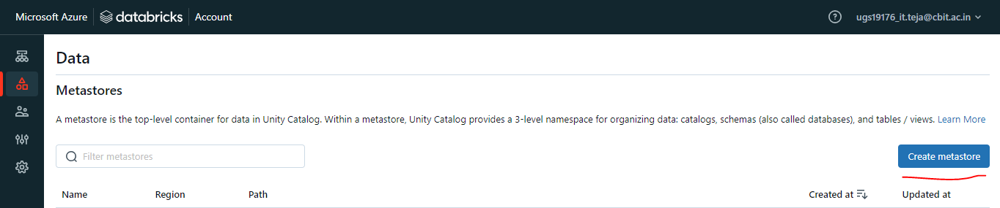 Microsoft Azure databricks Account ? ugs19176_it.teja@cbit.ac.in
Data
Metastores
A metastore is the top-level container for data in Unity Catalog. Within a metastore, Unity Catalog provides a 3-level namespace for organizing data: catalogs, schemas (also called databases), and tables / views. Learn More
Filter metastores Create metastore
Name Region Path Created at Updated at